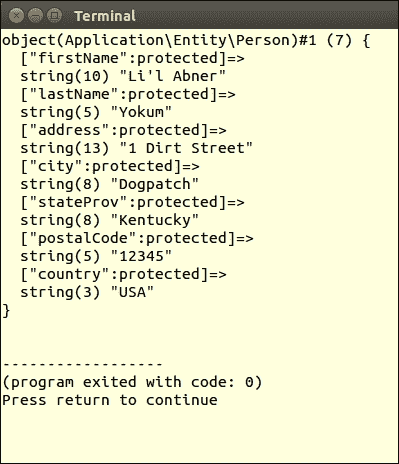 Terminal
object(Application\Entity\Person)#1 (7) {
  ["firstName":protected]=>
  string(10) "Li'l Abner"
  ["lastName":protected]=>
  string(5) "Yokum"
  ["address":protected]=>
  string(13) "1 Dirt Street"
  ["city":protected]=>
  string(8) "Dogpatch"
  ["stateProv":protected]=>
  string(8) "Kentucky"
  ["postalCode":protected]=>
  string(5) "12345"
  ["country":protected]=>
  string(3) "USA"
}
------------------
(program exited with code: 0)
Press return to continue